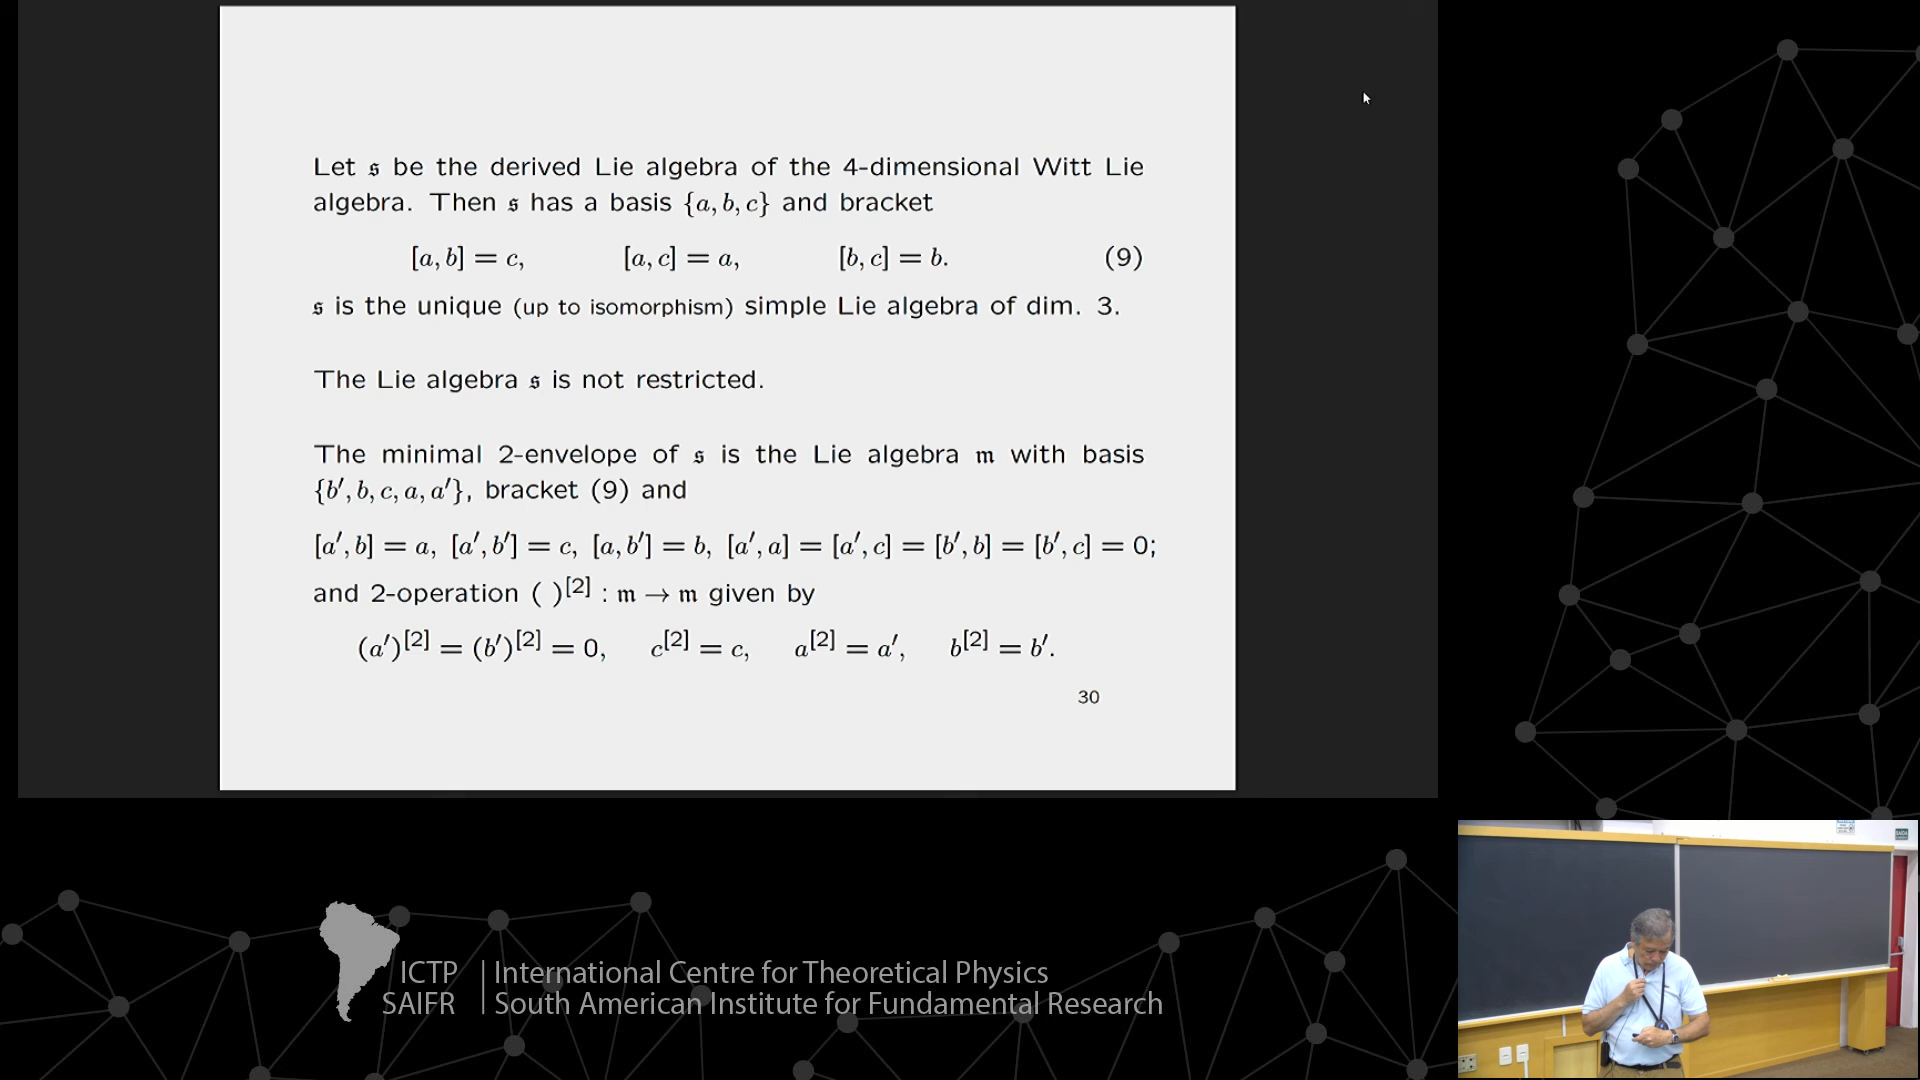 Let 𝔰 be the derived Lie algebra of the 4-dimensional Witt Lie
algebra. Then 𝔰 has a basis {a, b, c} and bracket
[a, b] = c, [a, c] = a, [b, c] = b. (9)
𝔰 is the unique (up to isomorphism) simple Lie algebra of dim. 3.
The Lie algebra 𝔰 is not restricted.
The minimal 2-envelope of 𝔰 is the Lie algebra 𝔪 with basis
{b′, b, c, a, a′}, bracket (9) and
[a′, b] = a, [a′, b′] = c, [a, b′] = b, [a′, a] = [a′, c] = [b′, b] = [b′, c] = 0;
and 2-operation ( )^[2] : 𝔪 → 𝔪 given by
(a′)^[2] = (b′)^[2] = 0, c^[2] = c, a^[2] = a′, b^[2] = b′.
30
ICTP | International Centre for Theoretical Physics
SAIFR | South American Institute for Fundamental Research